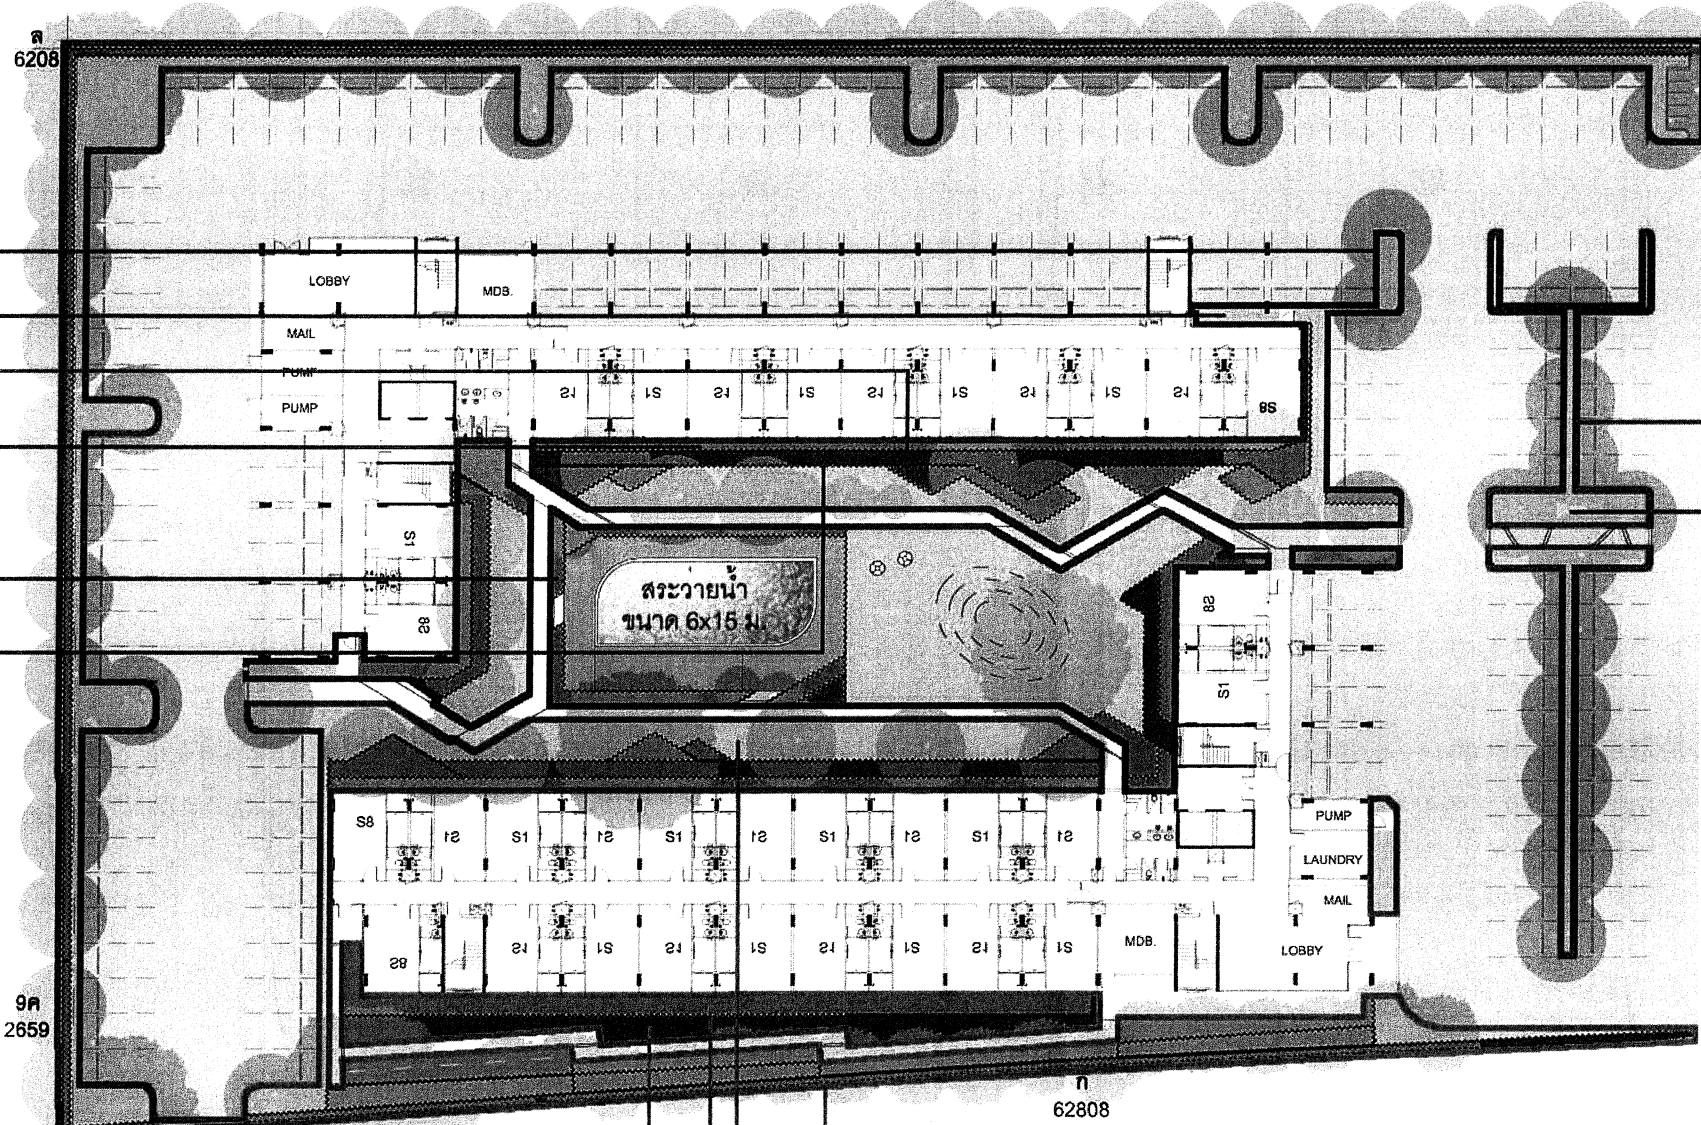 ล
6208
LOBBY
MDB.
MAIL
PUMP
PUMP
S1
S1
S1
S1
S1
S1
S1
S1
S1
S8
S1
S8
สระว่ายน้ำ
ขนาด 6x15 ม.
S8
S1
S8
S1
S1
S1
S1
S1
S1
S1
S1
S1
PUMP
LAUNDRY
MAIL
S8
S1
S1
S1
S1
S1
S1
S1
S1
MDB.
LOBBY
9ค
2659
ก
62808